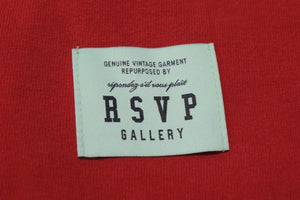 GENUINE VINTAGE GARMENT
REPURPOSED BY
répondez s'il vous plaît
RSVP
GALLERY